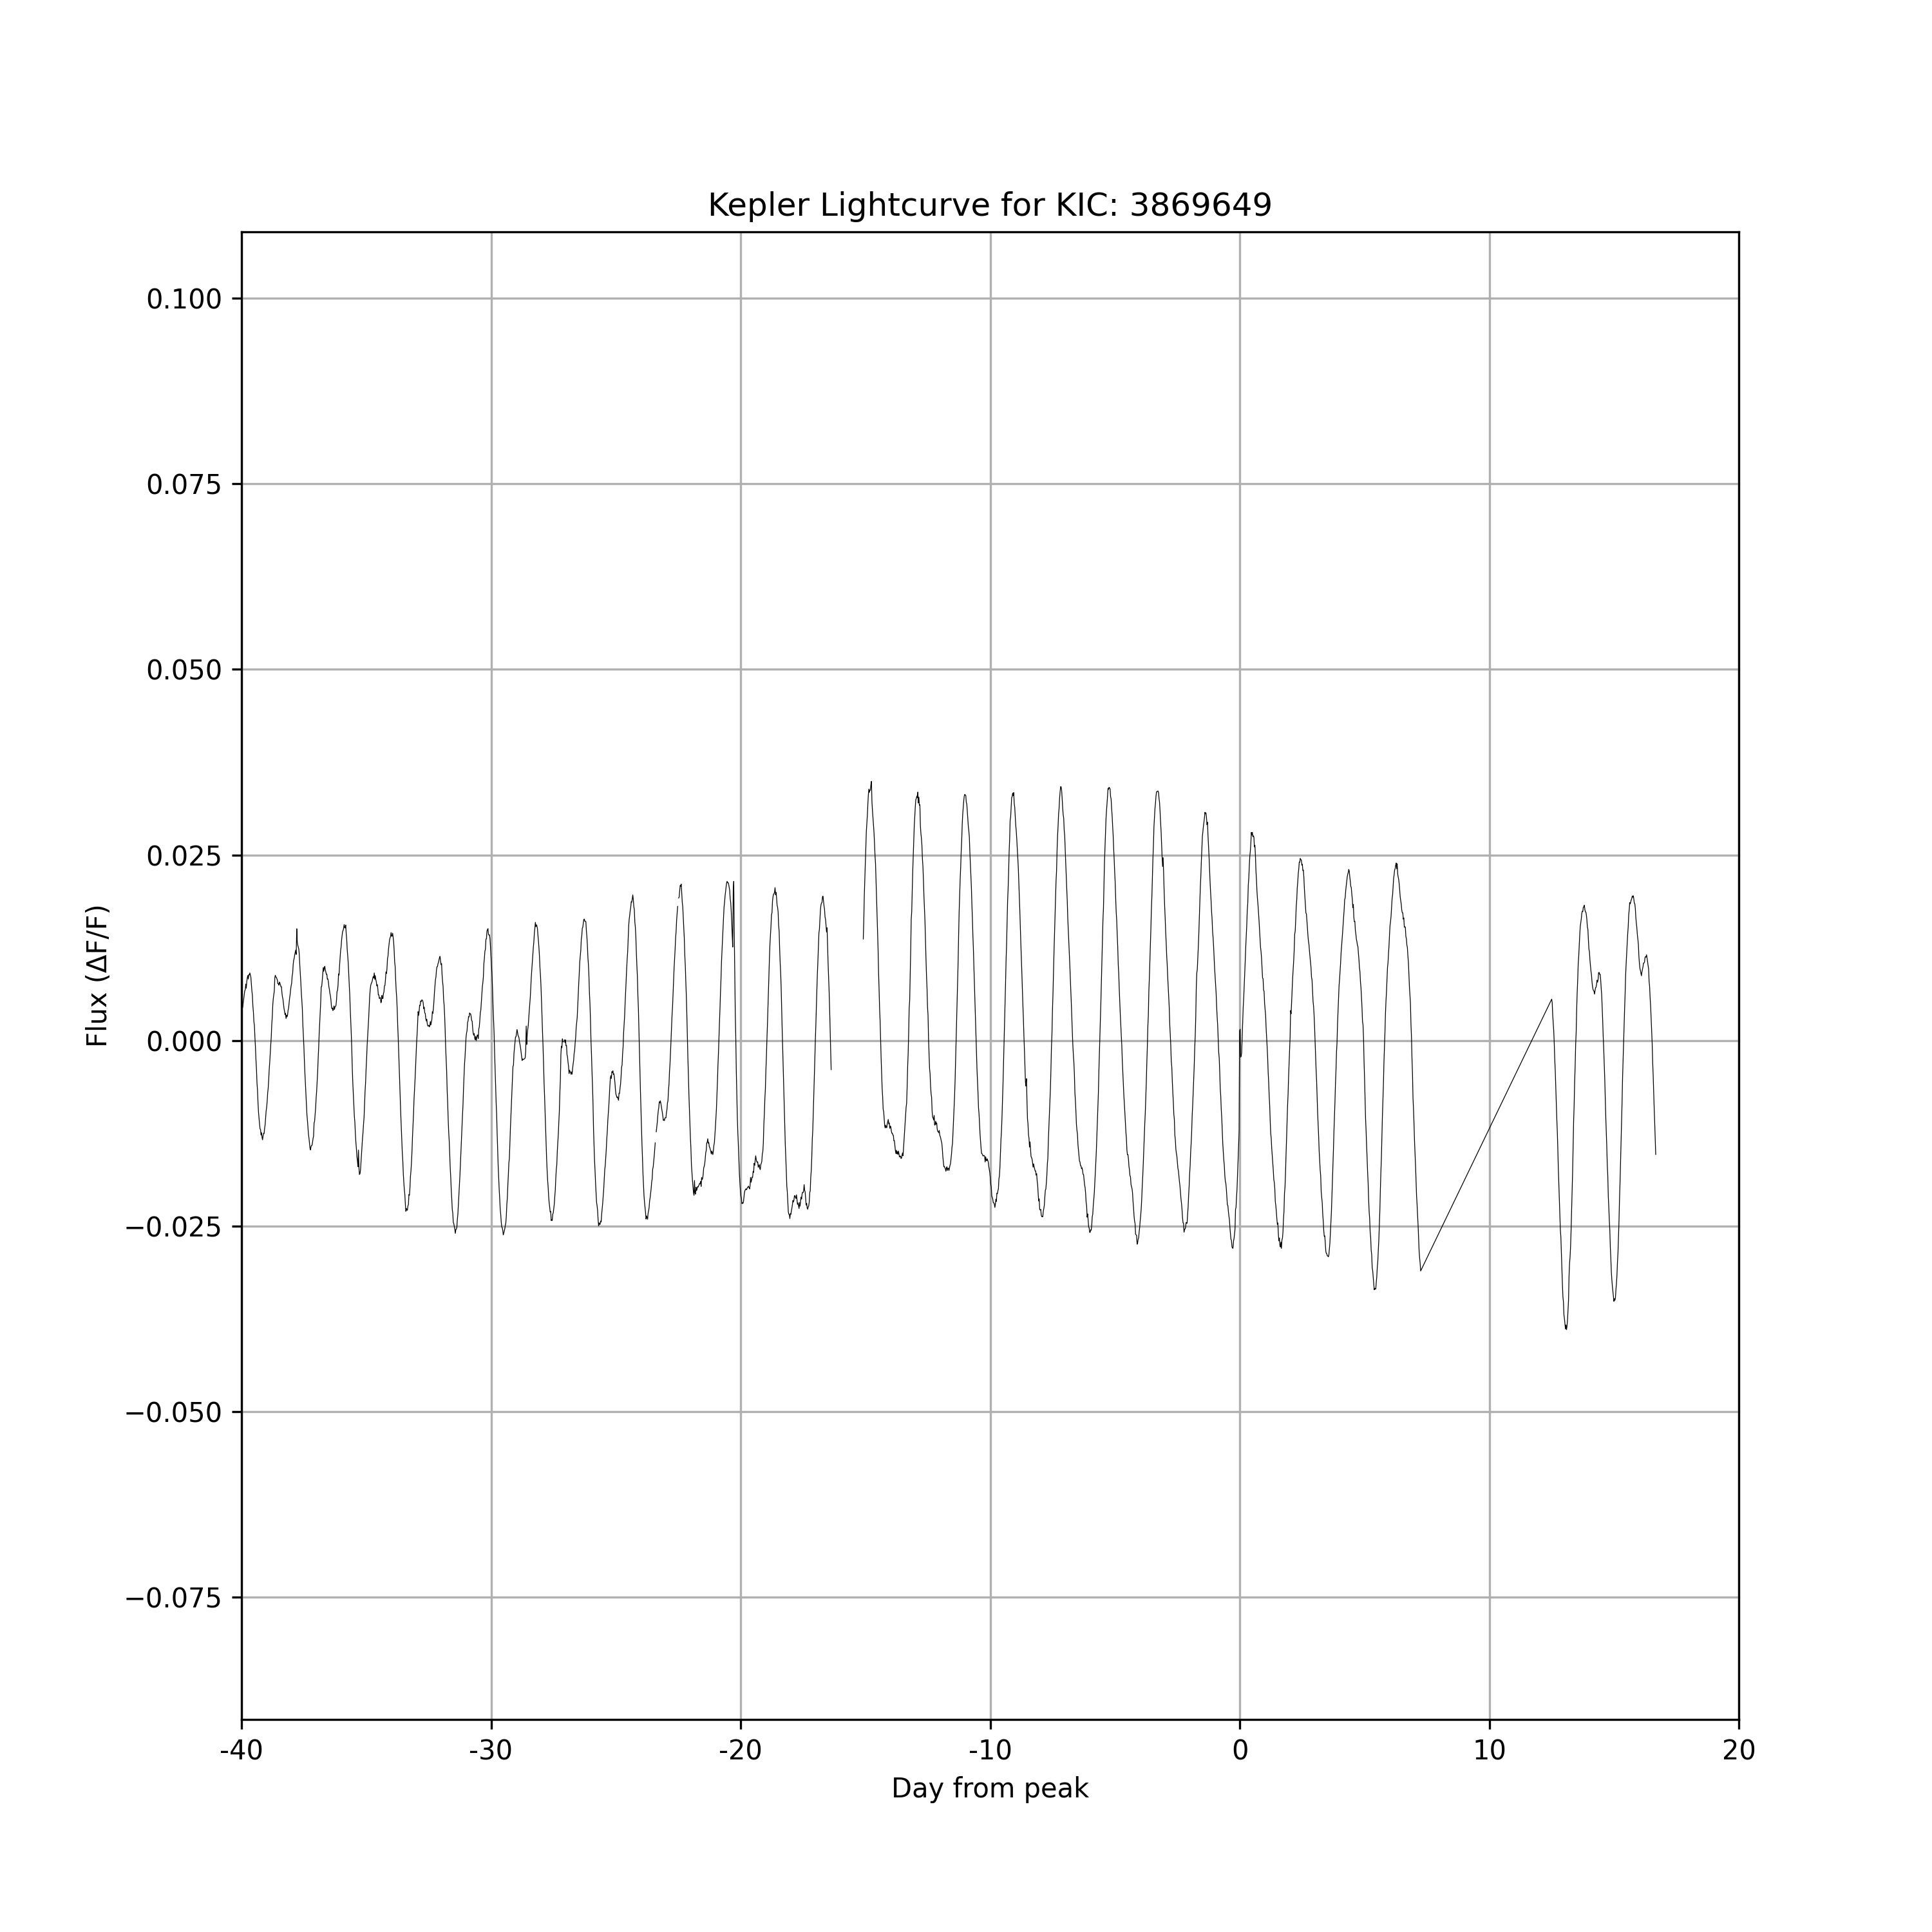 Kepler Lightcurve for KIC: 3869649
0.100
0.075
0.050
0.025
0.000
−0.025
−0.050
−0.075
Flux (ΔF/F)
-40 -30 -20 -10 0 10 20
Day from peak